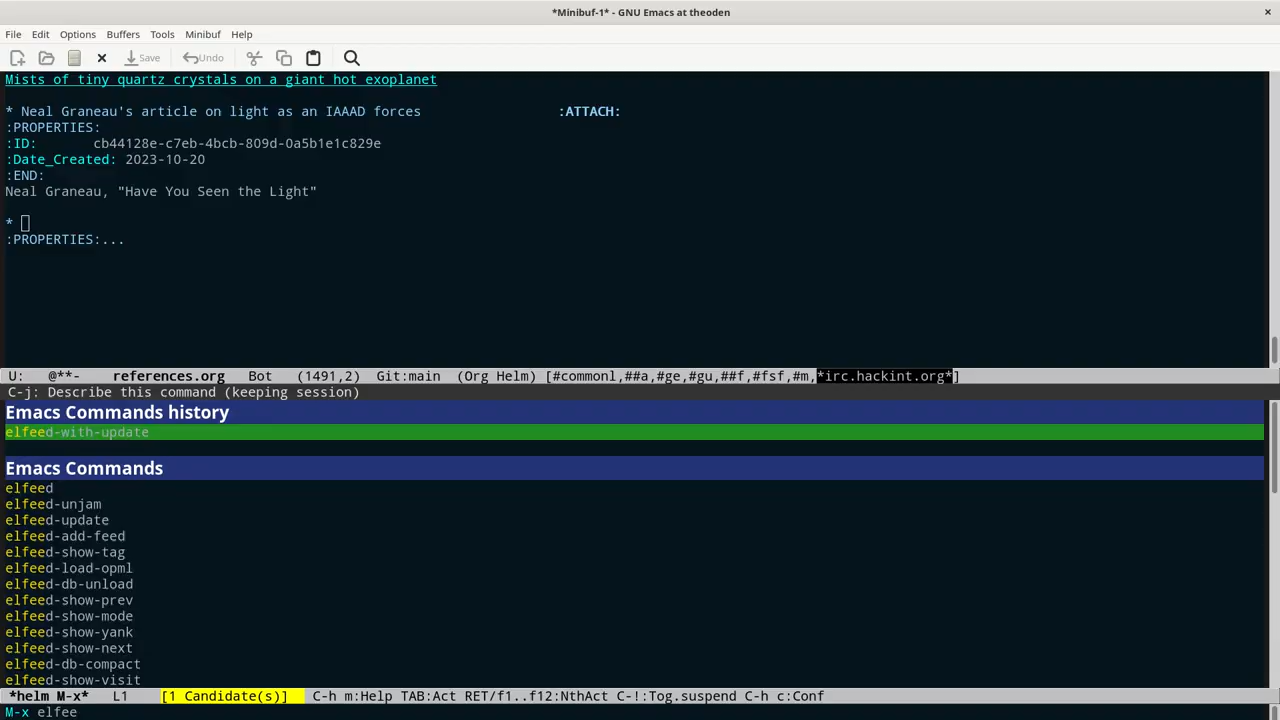 *Minibuf-1* - GNU Emacs at theoden
File Edit Options Buffers Tools Minibuf Help
Save Undo
Mists of tiny quartz crystals on a giant hot exoplanet
* Neal Graneau's article on light as an IAAAD forces :ATTACH:
:PROPERTIES:
:ID: cb44128e-c7eb-4bcb-809d-0a5b1e1c829e
:Date_Created: 2023-10-20
:END:
Neal Graneau, "Have You Seen the Light"
*
:PROPERTIES:...
U: @**- references.org Bot (1491,2) Git:main (Org Helm) [#commonl,##a,#ge,#gu,##f,#fsf,#m,*irc.hackint.org*]
C-j: Describe this command (keeping session)
Emacs Commands history
elfeed-with-update
Emacs Commands
elfeed
elfeed-unjam
elfeed-update
elfeed-add-feed
elfeed-show-tag
elfeed-load-opml
elfeed-db-unload
elfeed-show-prev
elfeed-show-mode
elfeed-show-yank
elfeed-show-next
elfeed-db-compact
elfeed-show-visit
*helm M-x* L1 [1 Candidate(s)] C-h m:Help TAB:Act RET/f1..f12:NthAct C-!:Tog.suspend C-h c:Conf
M-x elfee